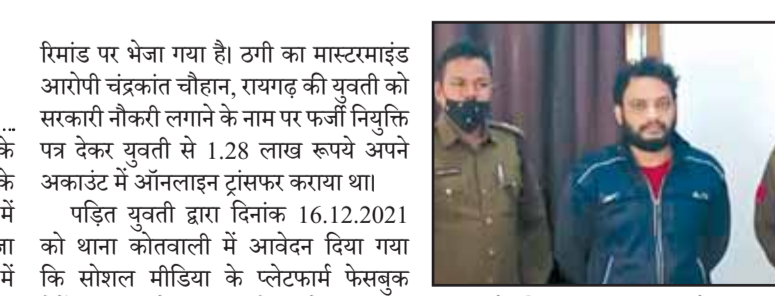 रिमांड पर भेजा गया है। ठगी का मास्टरमाइंड
आरोपी चंद्रकांत चौहान, रायगढ़ की युवती को
सरकारी नौकरी लगाने के नाम पर फर्जी नियुक्ति
पत्र देकर युवती से 1.28 लाख रूपये अपने
अकाउंट में ऑनलाइन ट्रांसफर कराया था।
पड़ित युवती द्वारा दिनांक 16.12.2021
को थाना कोतवाली में आवेदन दिया गया
कि सोशल मीडिया के प्लेटफार्म फेसबुक
...
के
के
में
जा
में